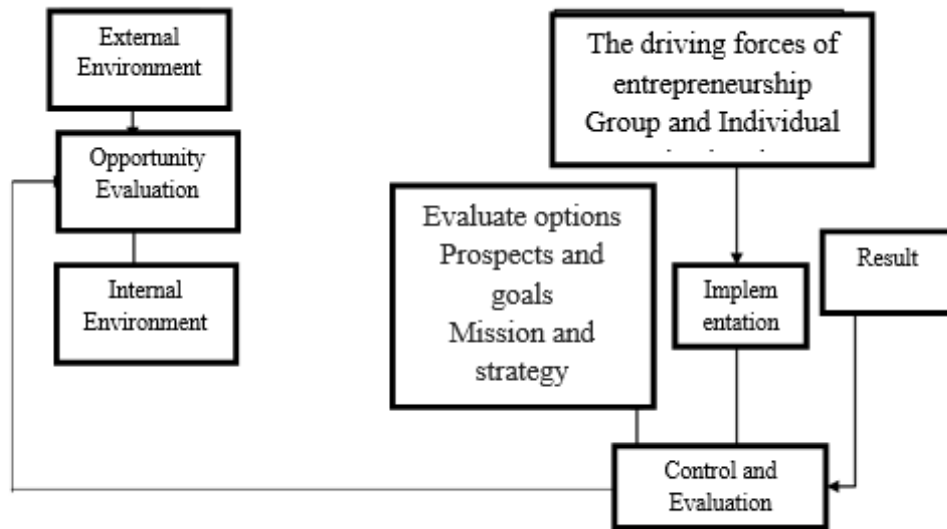 External
Environment
Opportunity
Evaluation
Internal
Environment
The driving forces of
entrepreneurship
Group and Individual
Evaluate options
Prospects and
goals
Mission and
strategy
Implem
entation
Result
Control and
Evaluation